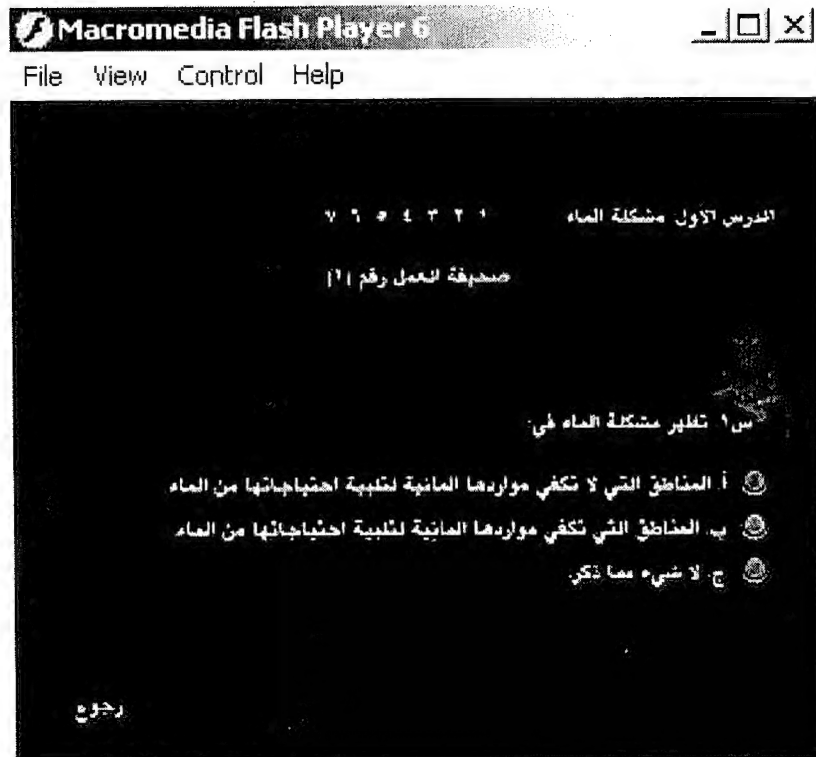 Macromedia Flash Player 6
File View Control Help
الدرس الأول: مشكلة الماء ١ ٢ ٣ ٤ ٥ ٦ ٧
صحيفة العمل رقم (١)
س١ تظهر مشكلة الماء في:
أ. المناطق التي لا تكفي مواردها المائية لتلبية احتياجاتها من الماء.
ب. المناطق التي تكفي مواردها المائية لتلبية احتياجاتها من الماء.
ج. لا شيء مما ذكر.
رجوع